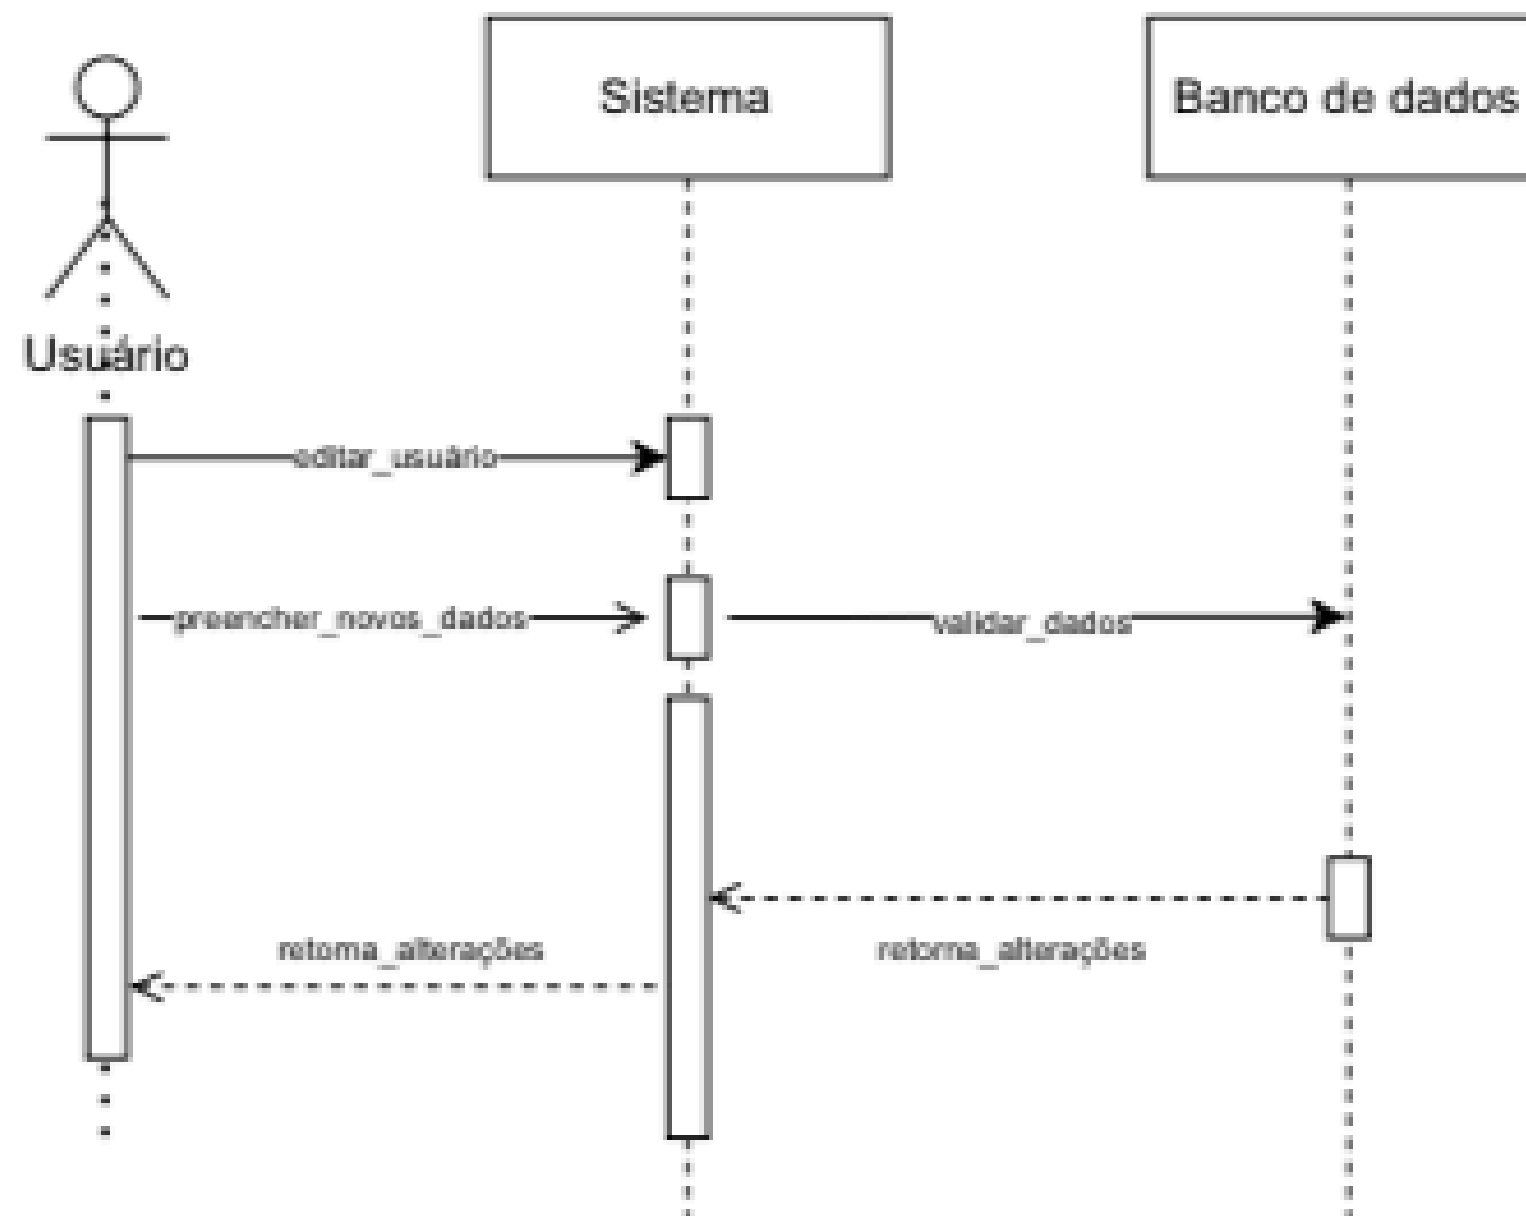 Sistema
Banco de dados
Usuário
editar_usuário
preencher_novos_dados
validar_dados
retorna_alterações
retorna_alterações